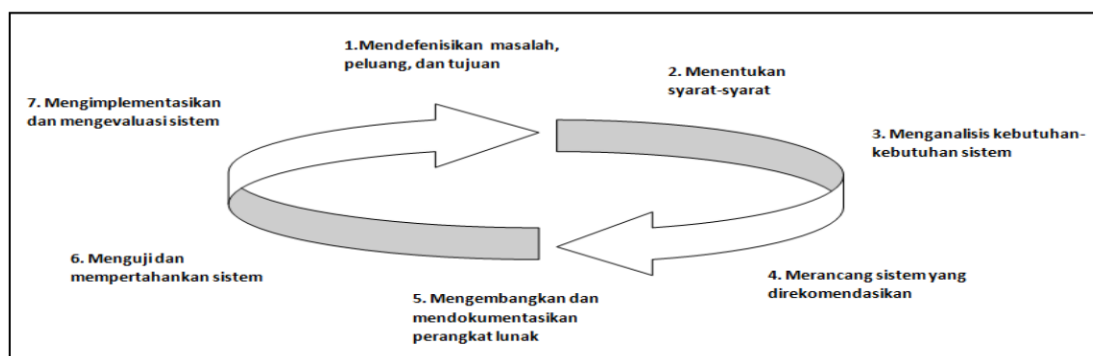 1.Mendefenisikan masalah,
peluang, dan tujuan
2. Menentukan
syarat-syarat
3. Menganalisis kebutuhan-
kebutuhan sistem
4. Merancang sistem yang
direkomendasikan
5. Mengembangkan dan
mendokumentasikan
perangkat lunak
6. Menguji dan
mempertahankan sistem
7. Mengimplementasikan
dan mengevaluasi sistem